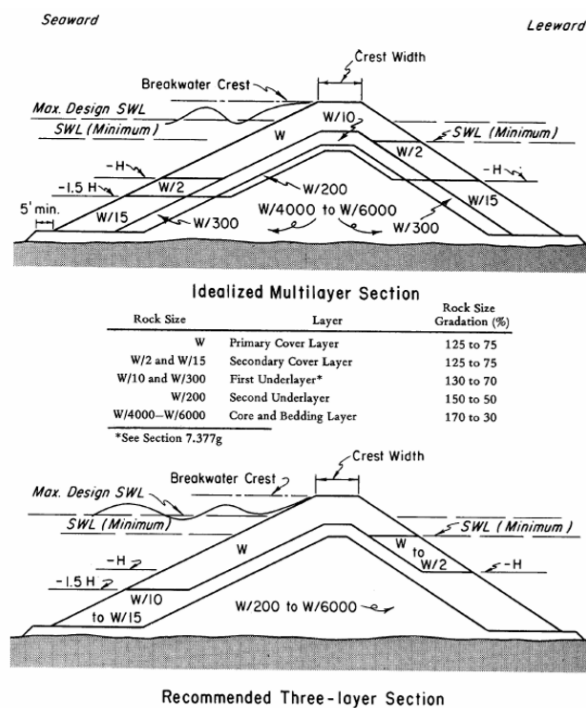 Seaward
Leeward
Crest Width
Breakwater Crest
Max. Design SWL
SWL (Minimum)
W/10
W
SWL (Minimum)
W/2
-H
-H
W/2
-1.5 H
W/200
5' min.
W/15
W/300
W/4000 to W/6000
W/300
W/15
Idealized Multilayer Section
Rock Size Layer Rock Size Gradation (%)
W Primary Cover Layer 125 to 75
W/2 and W/15 Secondary Cover Layer 125 to 75
W/10 and W/300 First Underlayer* 130 to 70
W/200 Second Underlayer 150 to 50
W/4000–W/6000 Core and Bedding Layer 170 to 30
*See Section 7.377g
Crest Width
Breakwater Crest
Max. Design SWL
SWL (Minimum)
SWL (Minimum)
W
W
to
W/2
-H
-H
-1.5 H
W/10
to W/15
W/200 to W/6000
Recommended Three-layer Section